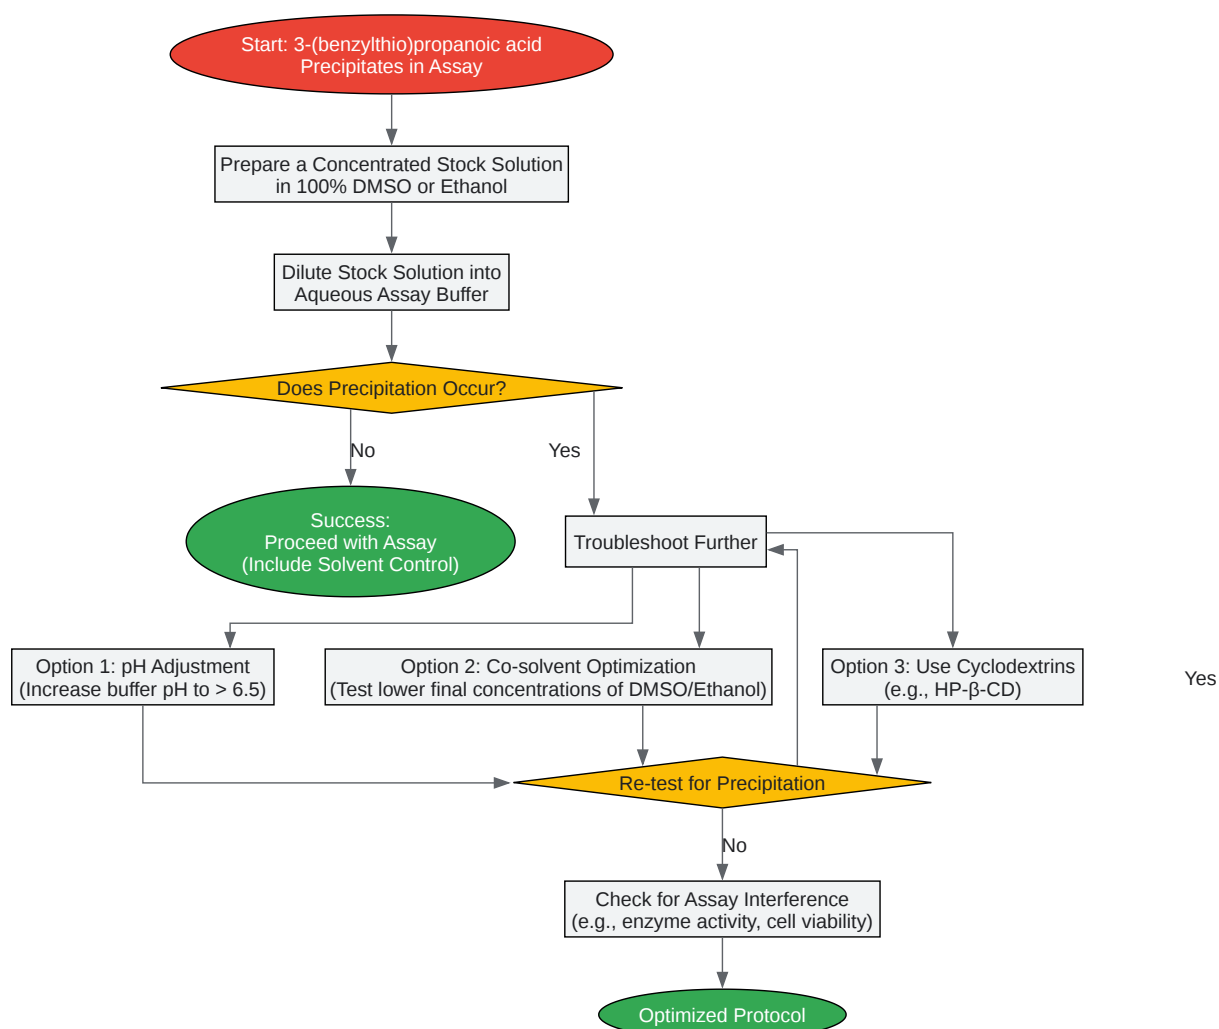 Start: 3-(benzylthio)propanoic acid
Precipitates in Assay
Prepare a Concentrated Stock Solution
in 100% DMSO or Ethanol
Dilute Stock Solution into
Aqueous Assay Buffer
Does Precipitation Occur?
No
Yes
Success:
Proceed with Assay
(Include Solvent Control)
Troubleshoot Further
Option 1: pH Adjustment
(Increase buffer pH to > 6.5)
Option 2: Co-solvent Optimization
(Test lower final concentrations of DMSO/Ethanol)
Option 3: Use Cyclodextrins
(e.g., HP-β-CD)
Yes
Re-test for Precipitation
No
Check for Assay Interference
(e.g., enzyme activity, cell viability)
Optimized Protocol